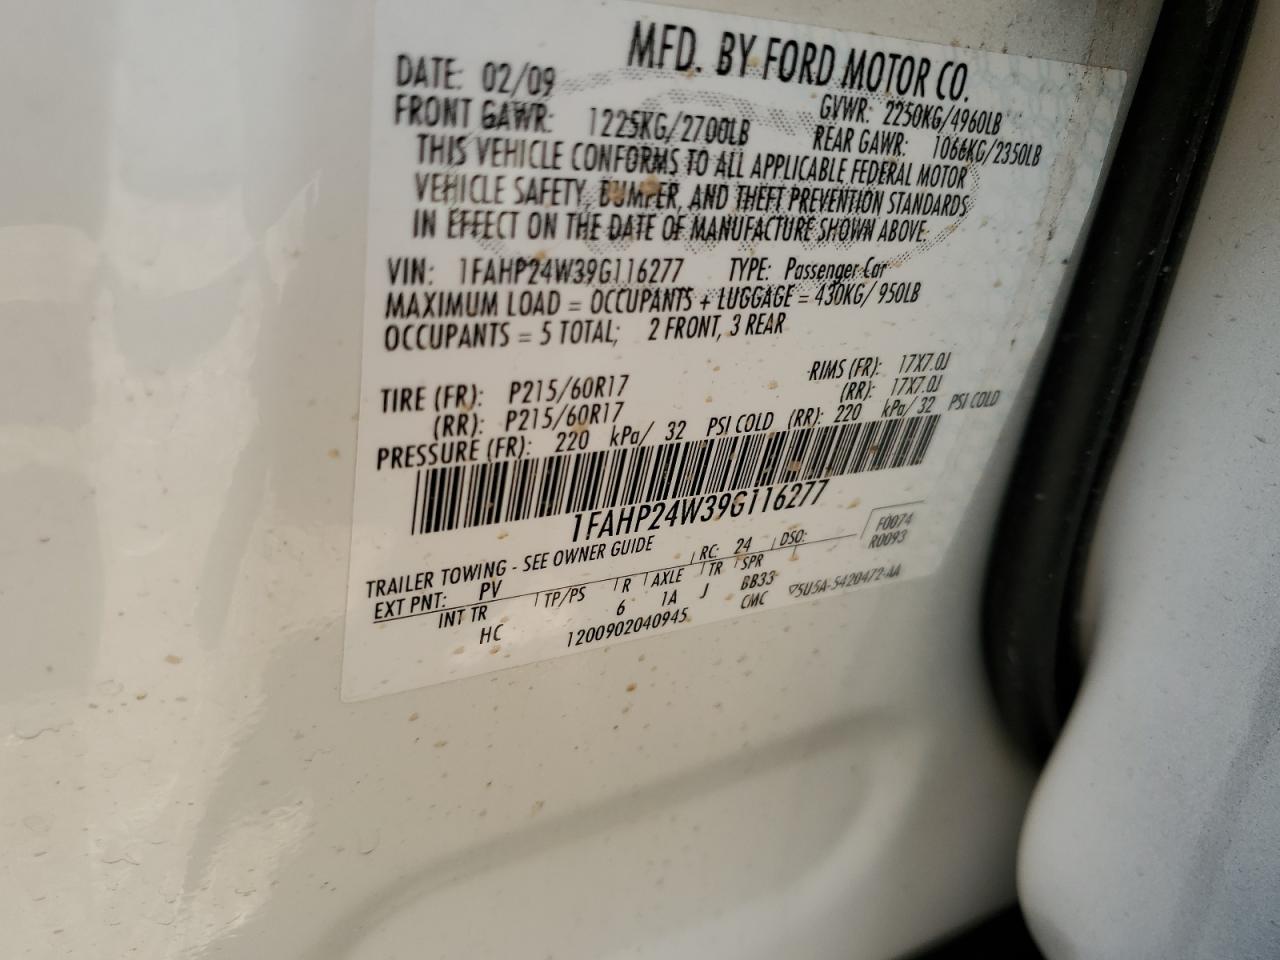 MFD. BY FORD MOTOR CO.
DATE: 02/09 GVWR: 2250KG/4960LB
FRONT GAWR: 1225KG/2700LB REAR GAWR: 1066KG/2350LB
THIS VEHICLE CONFORMS TO ALL APPLICABLE FEDERAL MOTOR
VEHICLE SAFETY, BUMPER, AND THEFT PREVENTION STANDARDS
IN EFFECT ON THE DATE OF MANUFACTURE SHOWN ABOVE.
VIN: 1FAHP24W39G116277 TYPE: Passenger Car
MAXIMUM LOAD = OCCUPANTS + LUGGAGE = 430KG/ 950LB
OCCUPANTS = 5 TOTAL; 2 FRONT, 3 REAR
TIRE (FR): P215/60R17 RIMS (FR): 17X7.0J
(RR): P215/60R17 (RR): 17X7.0J
PRESSURE (FR): 220 kPa/ 32 PSI COLD (RR): 220 kPa/ 32 PSI COLD
1FAHP24W39G116277
TRAILER TOWING - SEE OWNER GUIDE
F0074
R0093
EXT PNT: PV RC: 24 DSO:
INT TR TP/PS R AXLE TR SPR
HC 6 1A J BB33
1200902040945 CMC 5U5A-5420472-AA